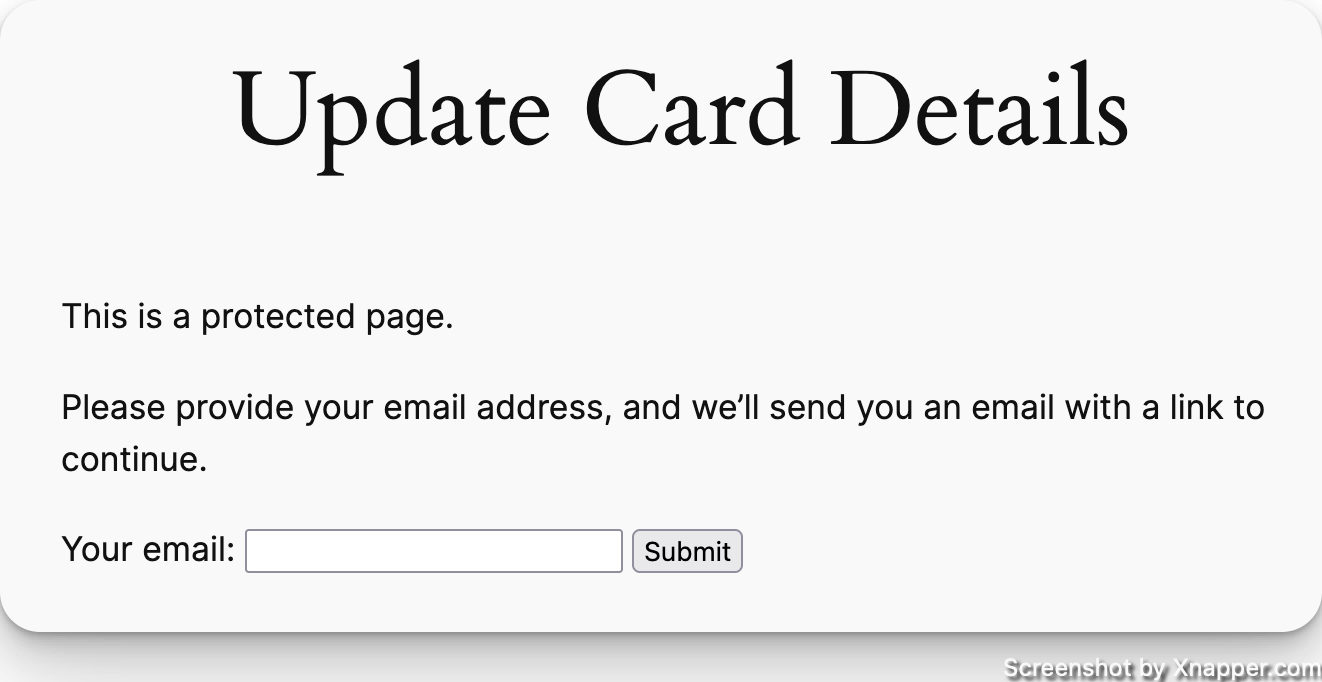 Update Card Details
This is a protected page.
Please provide your email address, and we’ll send you an email with a link to
continue.
Your email: Submit
Screenshot by Xnapper.com